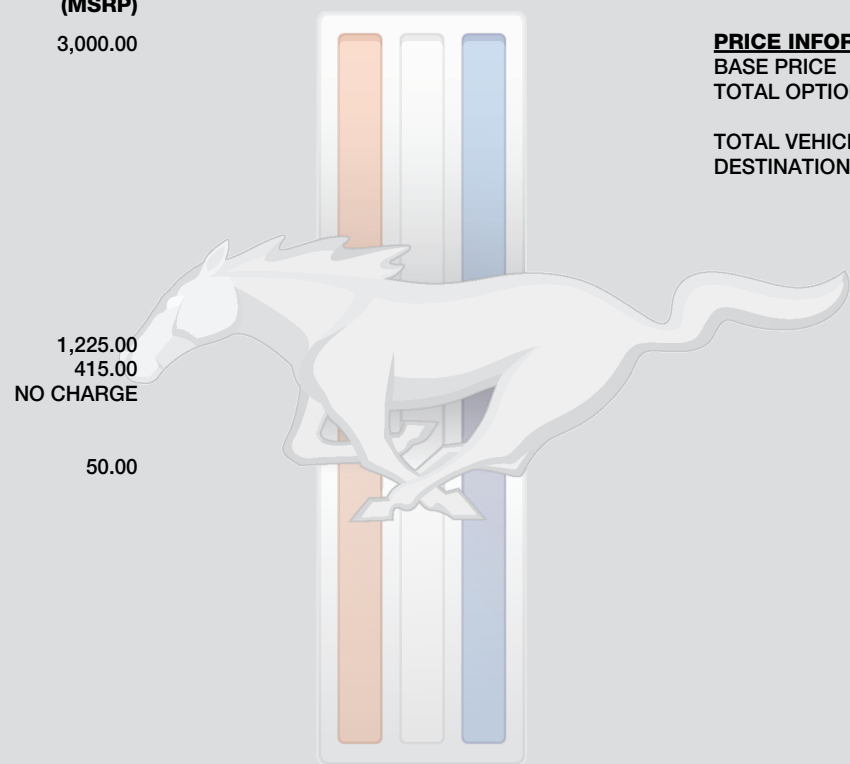 (MSRP)
3,000.00
1,225.00
415.00
NO CHARGE
50.00
PRICE INFOR
BASE PRICE
TOTAL OPTIO
TOTAL VEHIC
DESTINATION